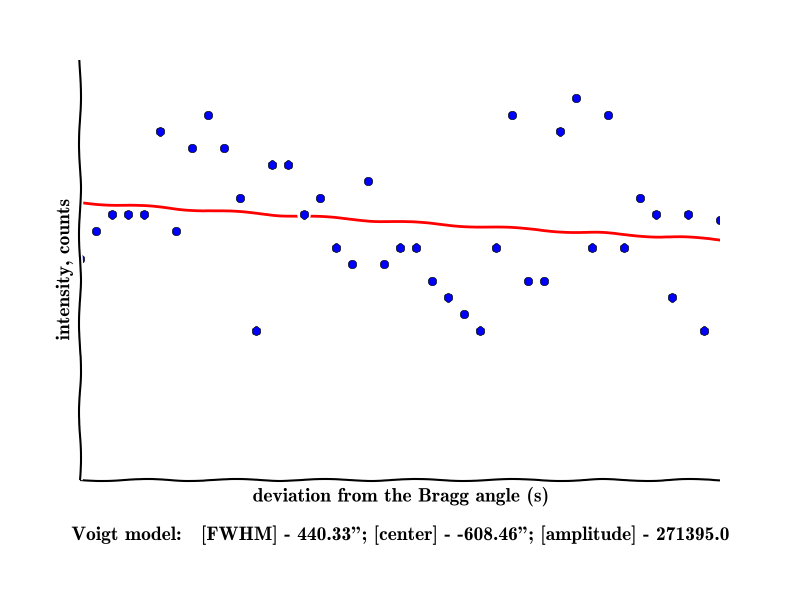 intensity, counts
deviation from the Bragg angle (s)
Voigt model: [FWHM] - 440.33”; [center] - -608.46”; [amplitude] - 271395.0